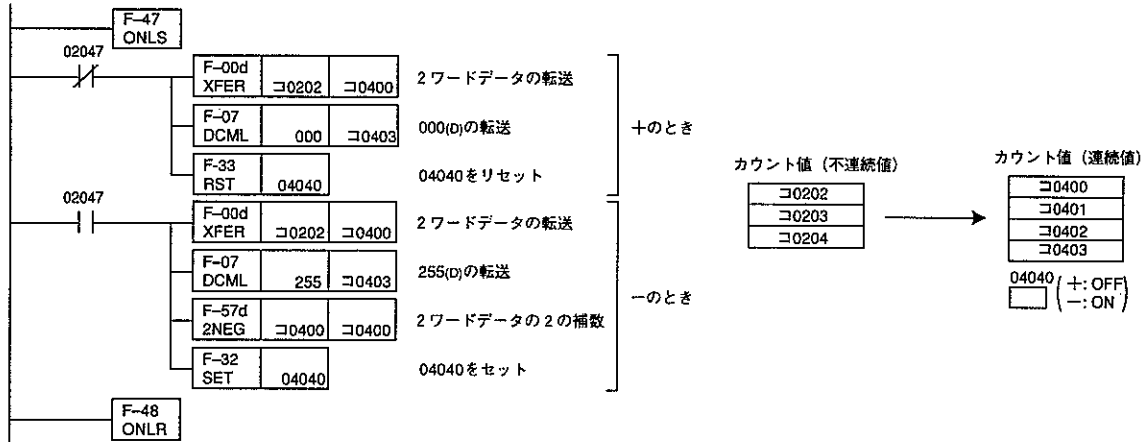 F-47
ONLS
02047
F-00d
XFER コ0202 コ0400
2ワードデータの転送
F-07
DCML 000 コ0403
000(D)の転送
F-33
RST 04040
04040をリセット
+のとき
02047
F-00d
XFER コ0202 コ0400
2ワードデータの転送
F-07
DCML 255 コ0403
255(D)の転送
F-57d
2NEG コ0400 コ0400
2ワードデータの2の補数
F-32
SET 04040
04040をセット
−のとき
F-48
ONLR
カウント値(不連続値)
コ0202
コ0203
コ0204
カウント値(連続値)
コ0400
コ0401
コ0402
コ0403
04040
(+: OFF
−: ON)